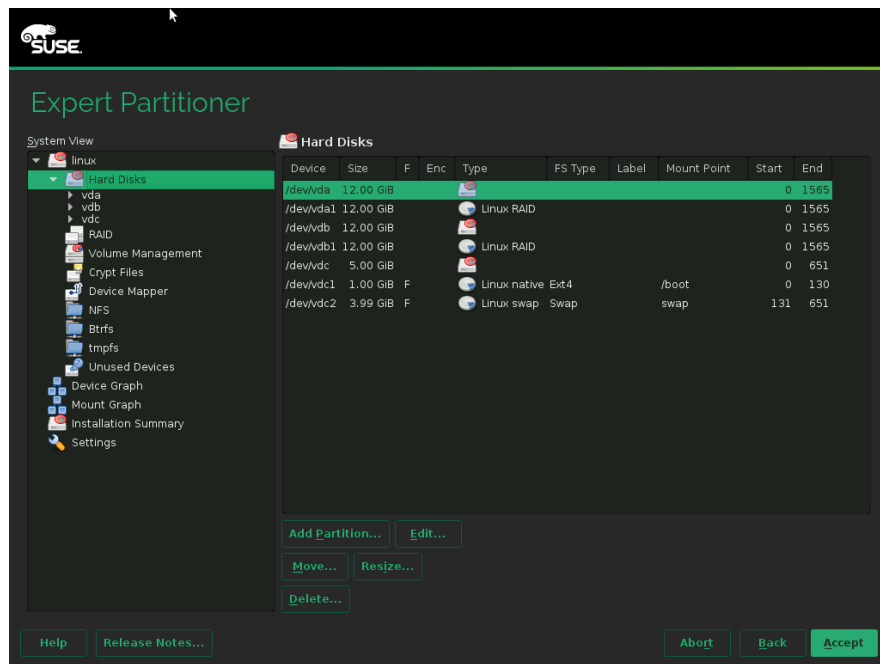 SUSE.
Expert Partitioner
System View
linux
Hard Disks
vda
vdb
vdc
RAID
Volume Management
Crypt Files
Device Mapper
NFS
Btrfs
tmpfs
Unused Devices
Device Graph
Mount Graph
Installation Summary
Settings
Hard Disks
Device Size F Enc Type FS Type Label Mount Point Start End
/dev/vda 12.00 GiB 0 1565
/dev/vda1 12.00 GiB Linux RAID 0 1565
/dev/vdb 12.00 GiB 0 1565
/dev/vdb1 12.00 GiB Linux RAID 0 1565
/dev/vdc 5.00 GiB 0 651
/dev/vdc1 1.00 GiB F Linux native Ext4 /boot 0 130
/dev/vdc2 3.99 GiB F Linux swap Swap swap 131 651
Add Partition... Edit...
Move... Resize...
Delete...
Help Release Notes... Abort Back Accept